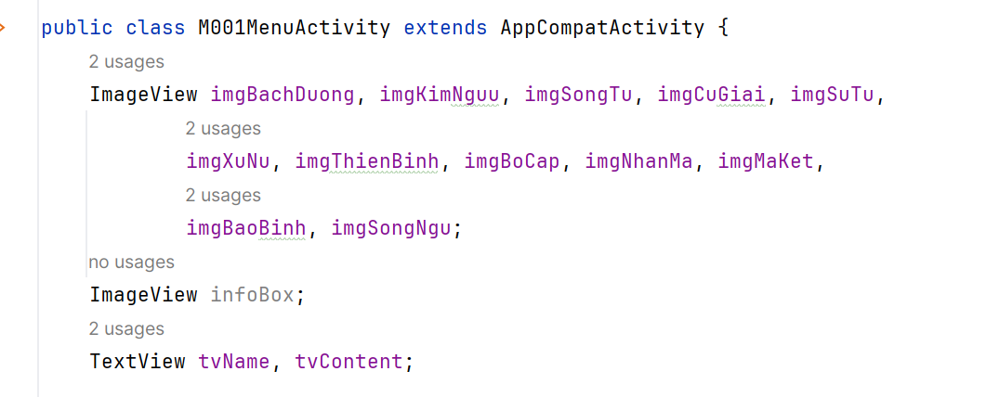 public class M001MenuActivity extends AppCompatActivity {
2 usages
ImageView imgBachDuong, imgKimNguu, imgSongTu, imgCuGiai, imgSuTu,
2 usages
imgXuNu, imgThienBinh, imgBoCap, imgNhanMa, imgMaKet,
2 usages
imgBaoBinh, imgSongNgu;
no usages
ImageView infoBox;
2 usages
TextView tvName, tvContent;